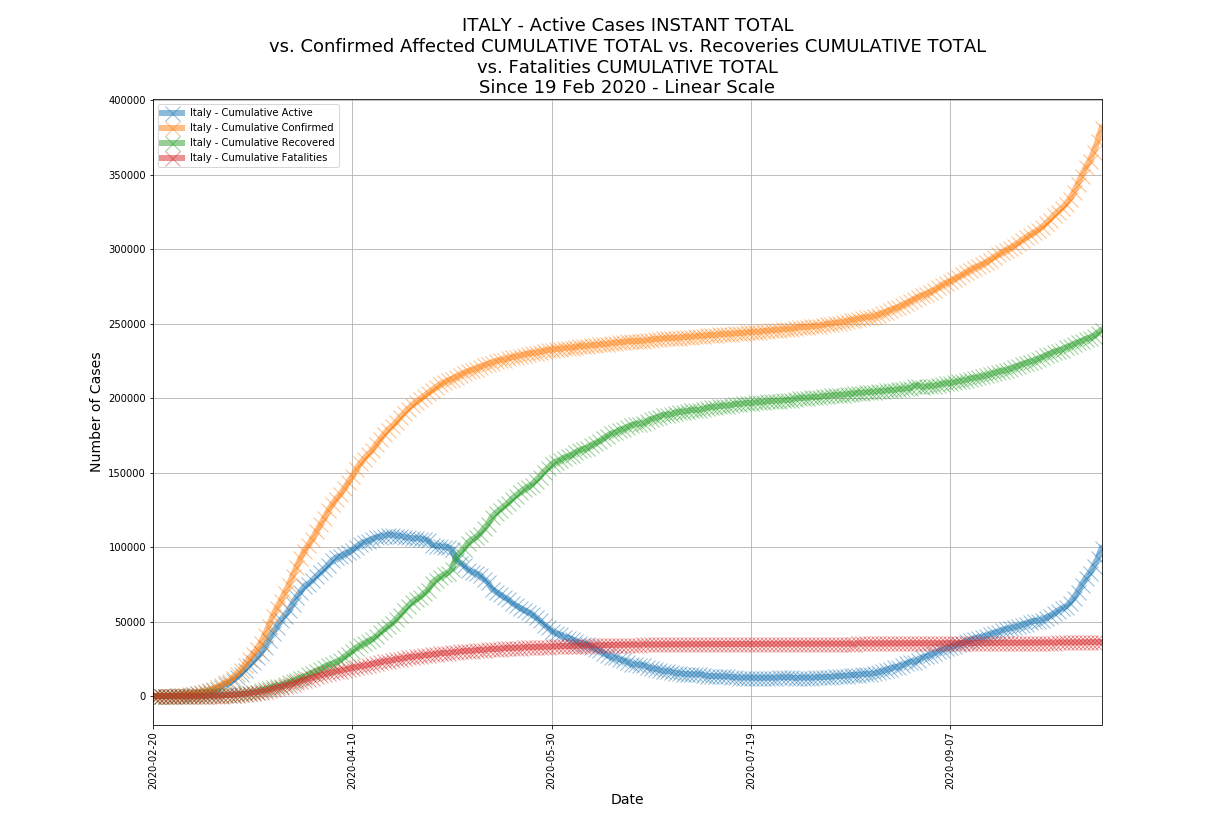 ITALY - Active Cases INSTANT TOTAL
vs. Confirmed Affected CUMULATIVE TOTAL vs. Recoveries CUMULATIVE TOTAL
vs. Fatalities CUMULATIVE TOTAL
Since 19 Feb 2020 - Linear Scale
Italy - Cumulative Active
Italy - Cumulative Confirmed
Italy - Cumulative Recovered
Italy - Cumulative Fatalities
Number of Cases
400000
350000
300000
250000
200000
150000
100000
50000
0
2020-02-20
2020-04-10
2020-05-30
2020-07-19
2020-09-07
Date